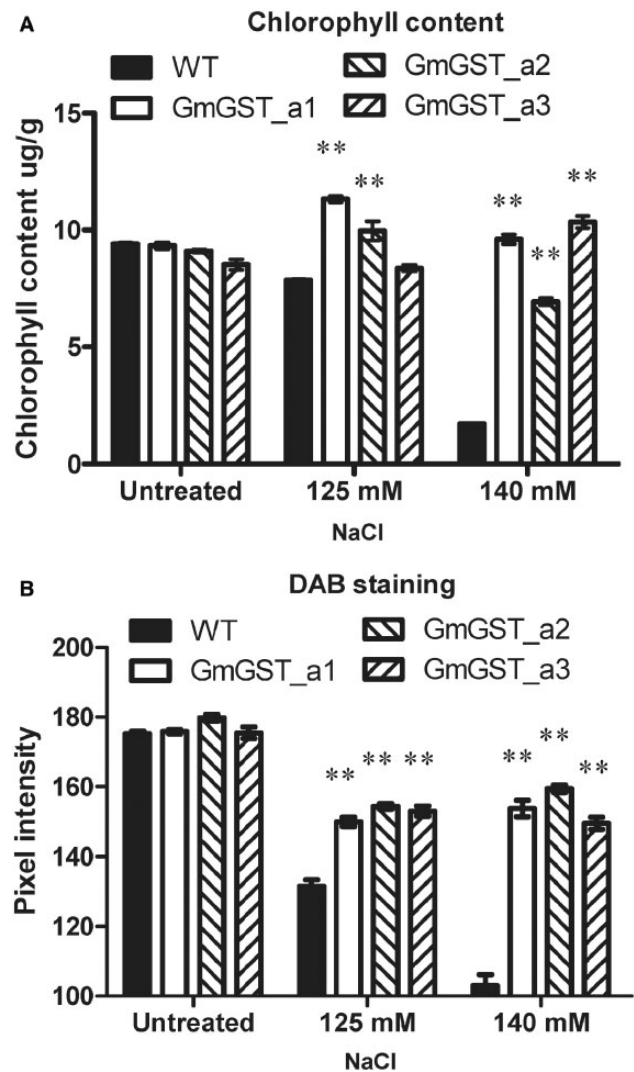 A
Chlorophyll content
WT
GmGST_a2
GmGST_a1
GmGST_a3
Chlorophyll content ug/g
15
10
5
0
** **
** ** **
Untreated
125 mM
140 mM
NaCl
B
DAB staining
WT
GmGST_a2
GmGST_a1
GmGST_a3
Pixel intensity
200
180
160
140
120
100
** ** **
** ** **
Untreated
125 mM
140 mM
NaCl